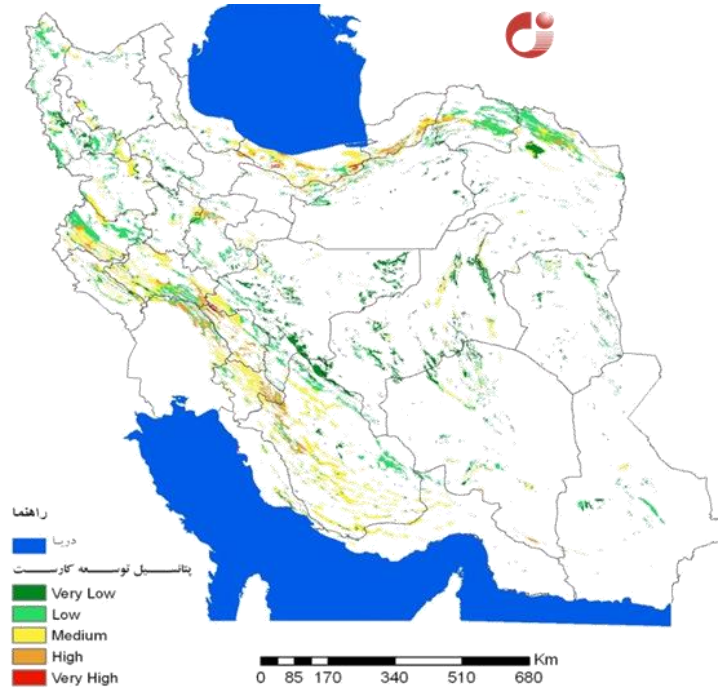 راهنما
دریا
پتانسیل توسعه کارست
Very Low
Low
Medium
High
Very High
Km
0 85 170 340 510 680